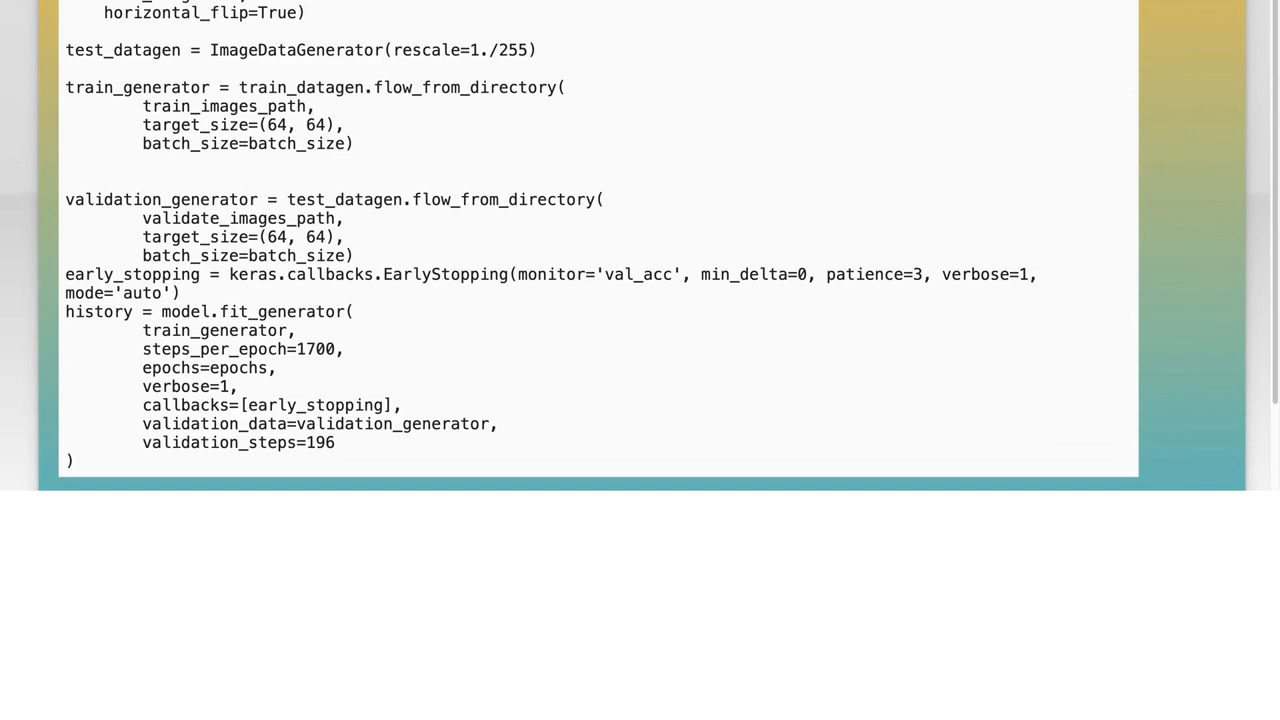 horizontal_flip=True)
test_datagen = ImageDataGenerator(rescale=1./255)
train_generator = train_datagen.flow_from_directory(
train_images_path,
target_size=(64, 64),
batch_size=batch_size)
validation_generator = test_datagen.flow_from_directory(
validate_images_path,
target_size=(64, 64),
batch_size=batch_size)
early_stopping = keras.callbacks.EarlyStopping(monitor='val_acc', min_delta=0, patience=3, verbose=1,
mode='auto')
history = model.fit_generator(
train_generator,
steps_per_epoch=1700,
epochs=epochs,
verbose=1,
callbacks=[early_stopping],
validation_data=validation_generator,
validation_steps=196
)